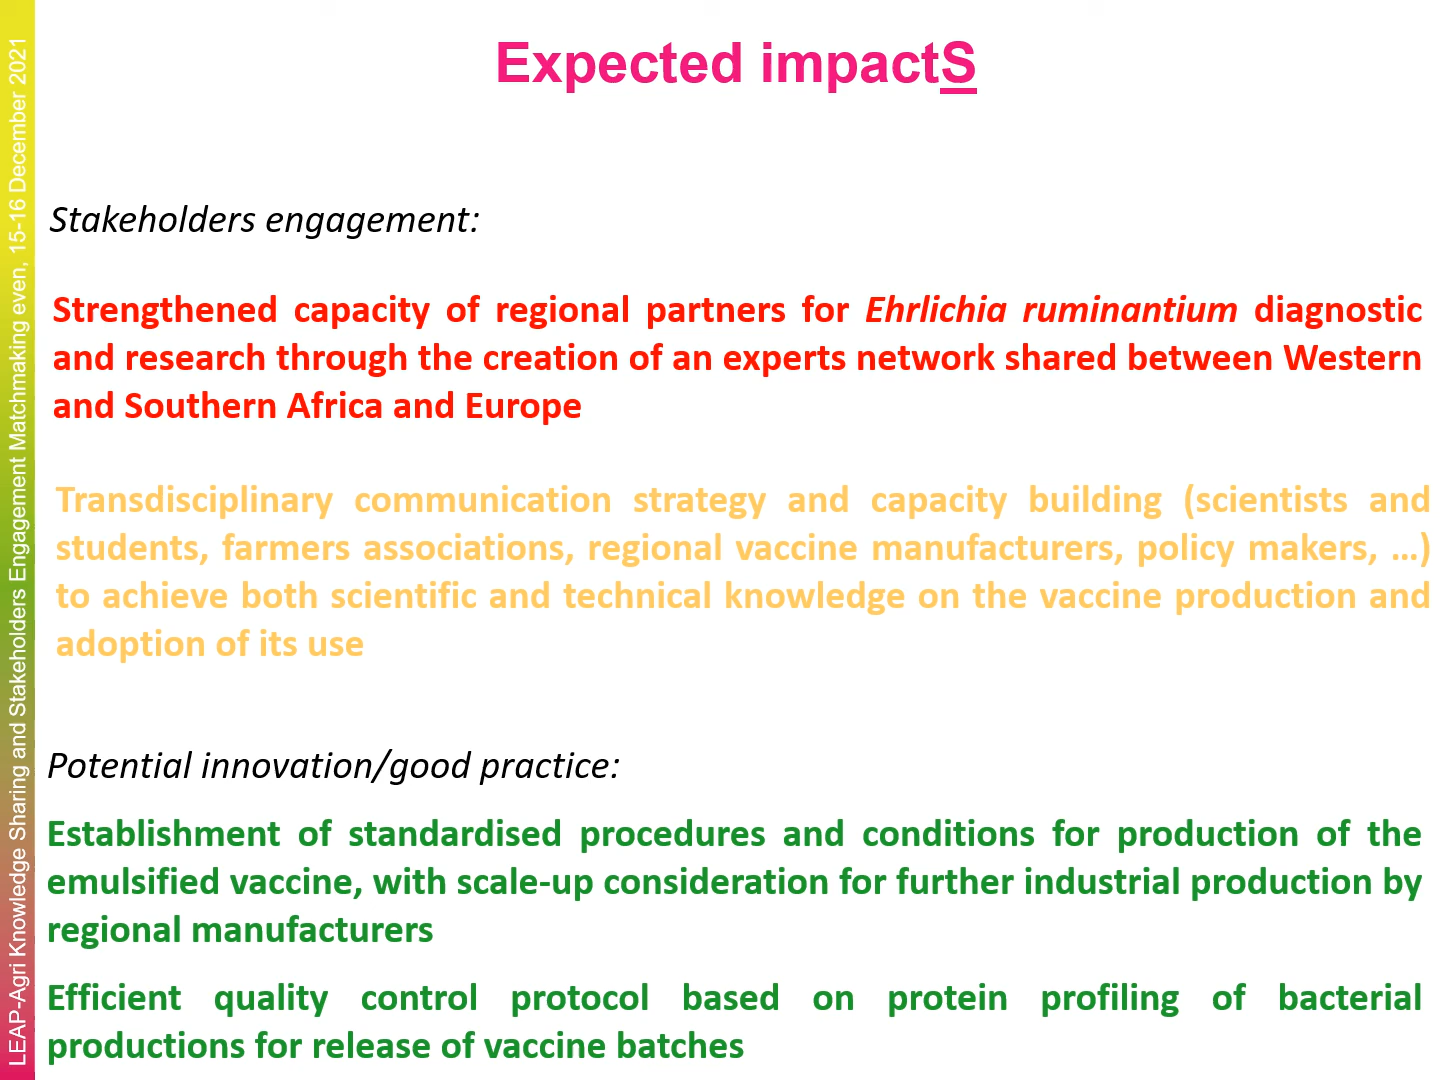 Expected impactS
Stakeholders engagement:
Strengthened capacity of regional partners for Ehrlichia ruminantium diagnostic
and research through the creation of an experts network shared between Western
and Southern Africa and Europe
Transdisciplinary communication strategy and capacity building (scientists and
students, farmers associations, regional vaccine manufacturers, policy makers, ...)
to achieve both scientific and technical knowledge on the vaccine production and
adoption of its use
Potential innovation/good practice:
Establishment of standardised procedures and conditions for production of the
emulsified vaccine, with scale-up consideration for further industrial production by
regional manufacturers
Efficient quality control protocol based on protein profiling of bacterial
productions for release of vaccine batches
LEAP-Agri Knowledge Sharing and Stakeholders Engagement Matchmaking even, 15-16 December 2021